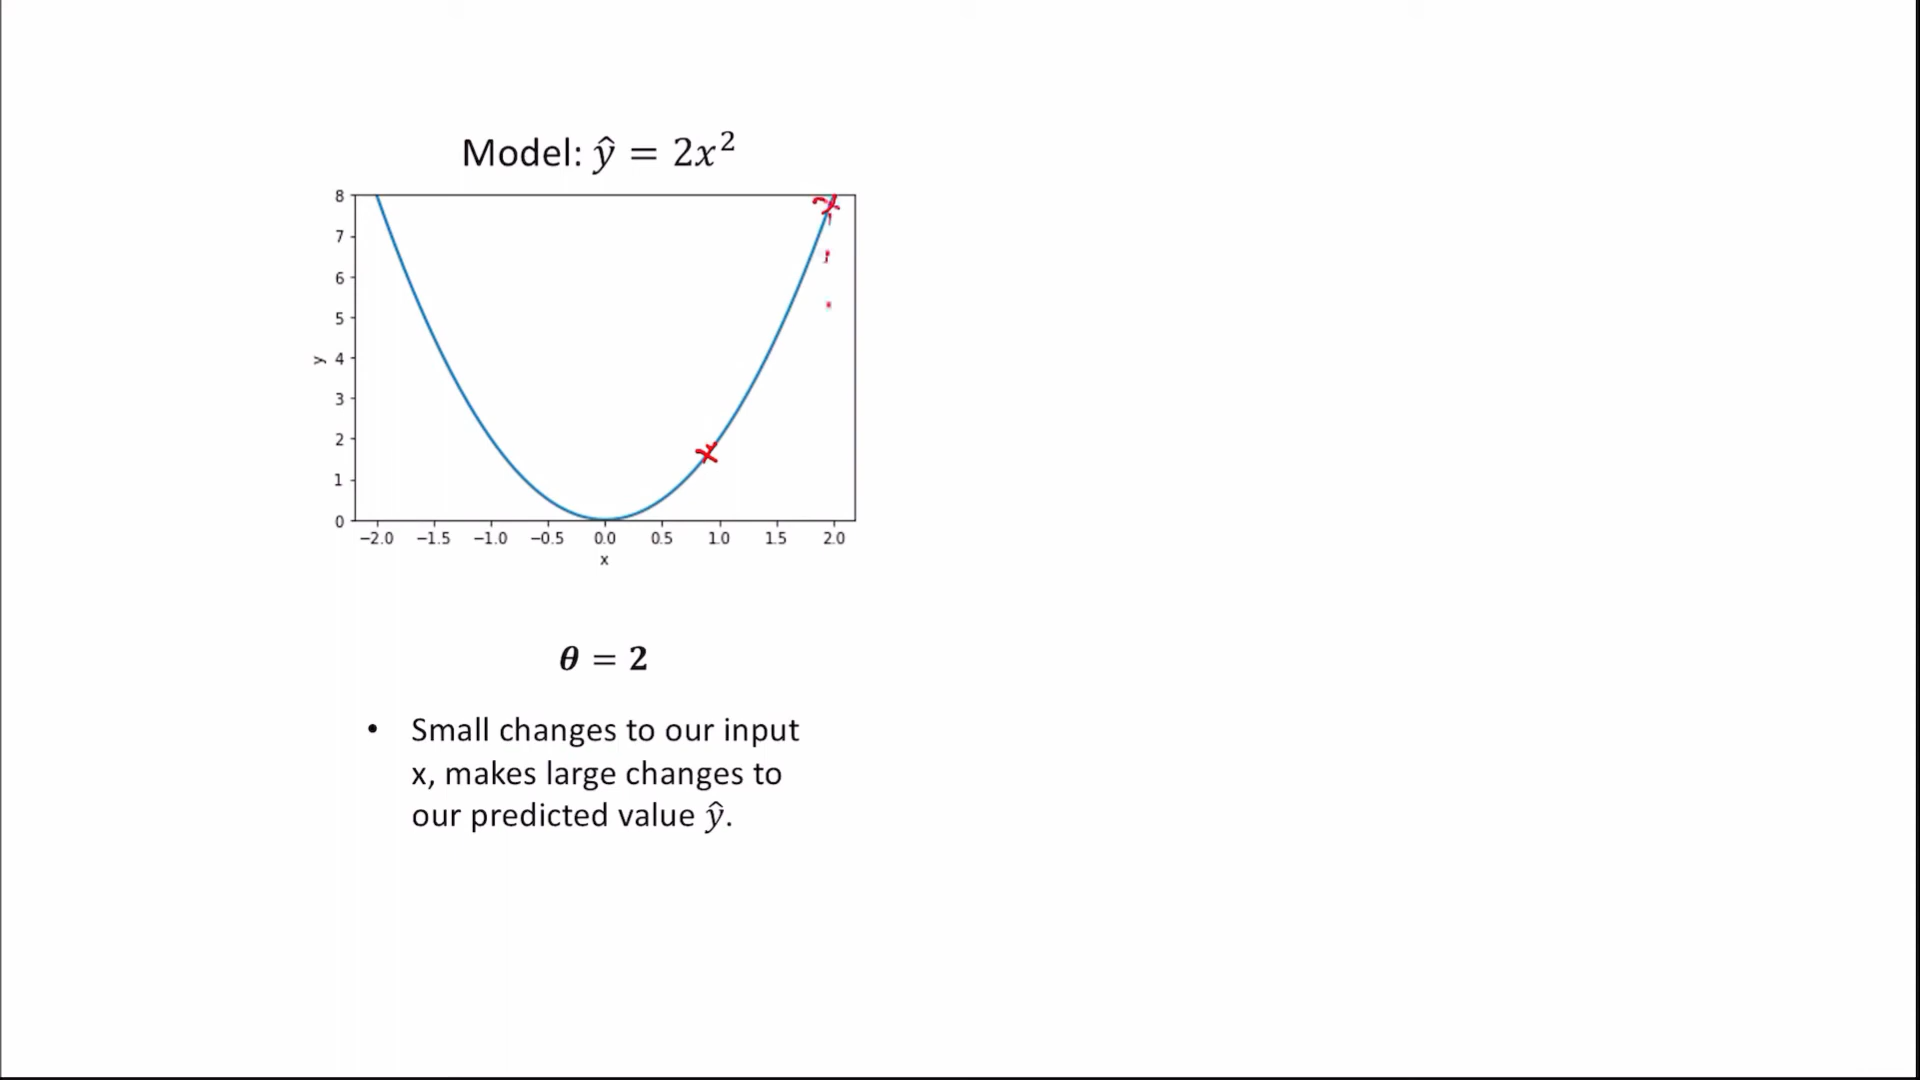 Model: ŷ = 2x²
8
7
6
5
4
3
2
1
0
y
−2.0 −1.5 −1.0 −0.5 0.0 0.5 1.0 1.5 2.0
x
θ = 2
• Small changes to our input
x, makes large changes to
our predicted value ŷ.